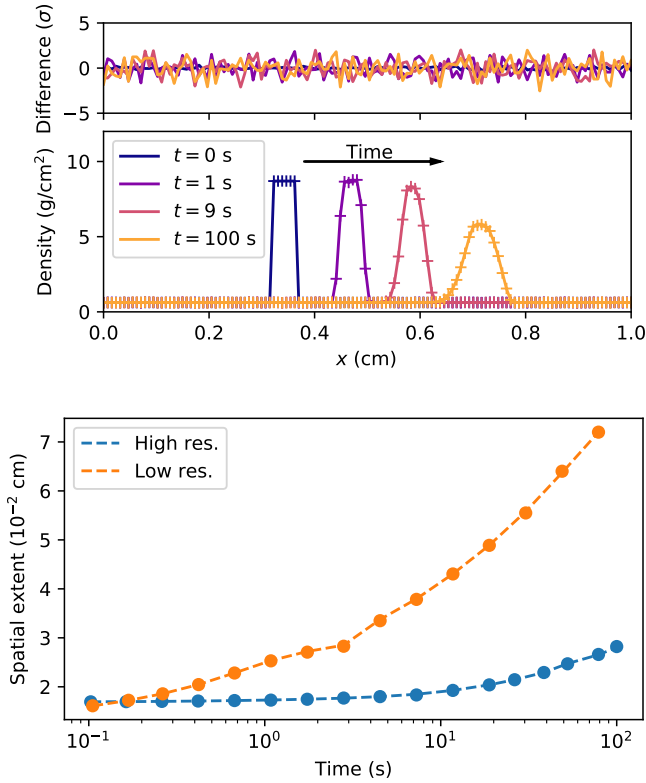 Difference (σ)
5
0
−5
Density (g/cm²)
10
5
0
t = 0 s
t = 1 s
t = 9 s
t = 100 s
Time
0.0 0.2 0.4 0.6 0.8 1.0
x (cm)
Spatial extent (10⁻² cm)
7
6
5
4
3
2
High res.
Low res.
10⁻¹ 10⁰ 10¹ 10²
Time (s)